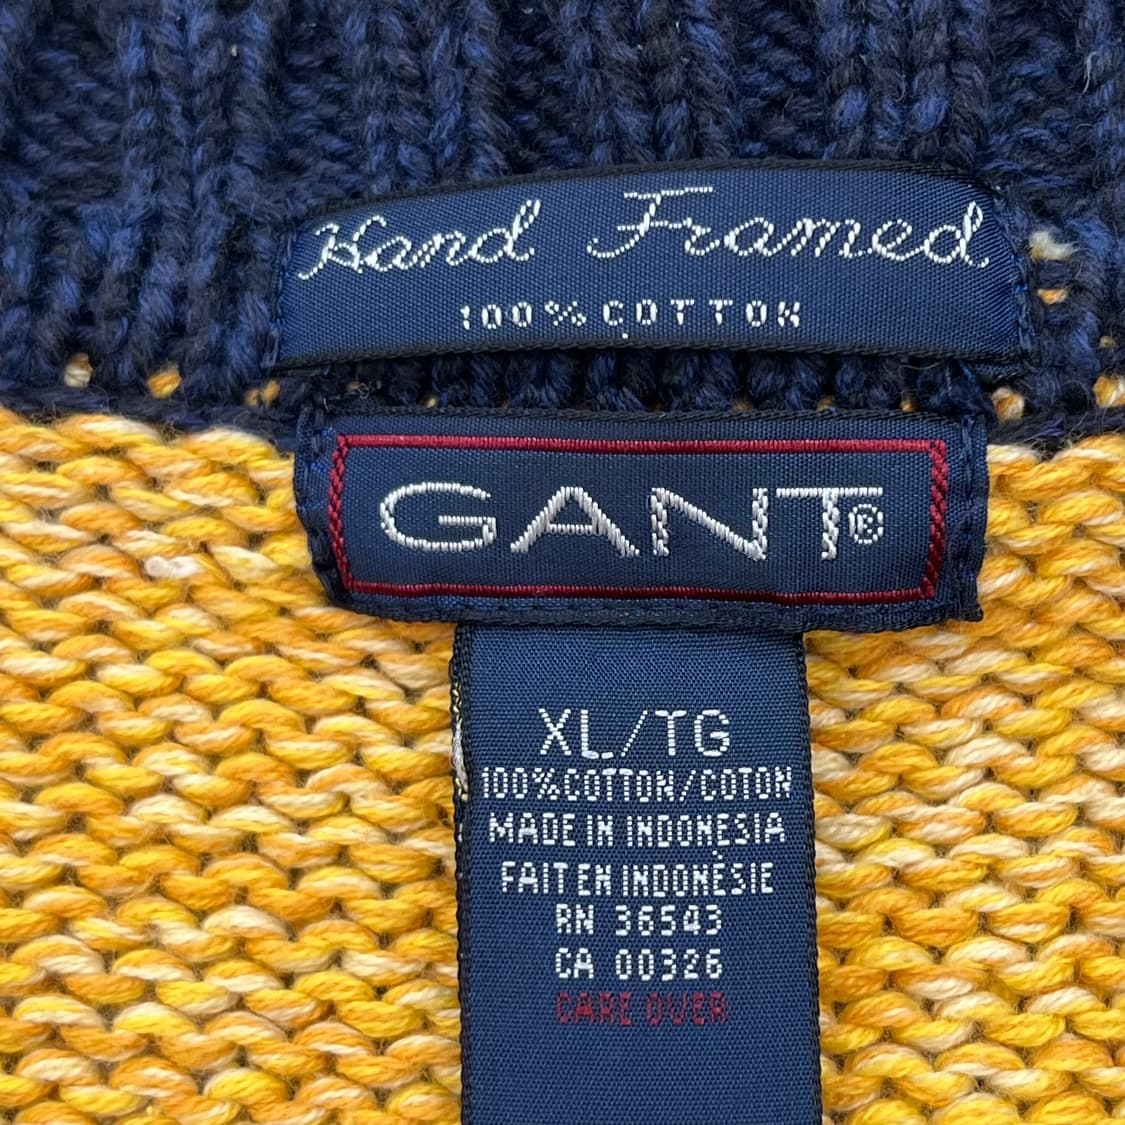 Hand Framed
100% COTTON
GANT®
XL/TG
100% COTTON/COTON
MADE IN INDONESIA
FAIT EN INDONÈSIE
RN 36543
CA 00326
CARE OVER